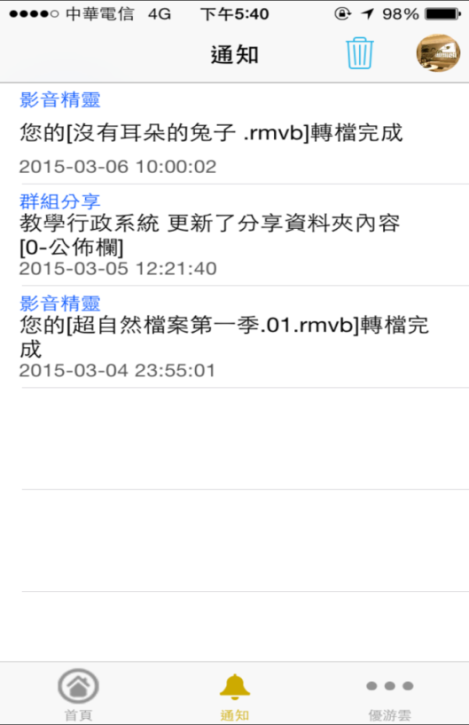 中華電信 4G 下午5:40 98%
通知
影音精靈
您的[沒有耳朵的兔子 .rmvb]轉檔完成
2015-03-06 10:00:02
群組分享
教學行政系統 更新了分享資料夾內容
[0-公佈欄]
2015-03-05 12:21:40
影音精靈
您的[超自然檔案第一季.01.rmvb]轉檔完
成
2015-03-04 23:55:01
首頁 通知 優游雲